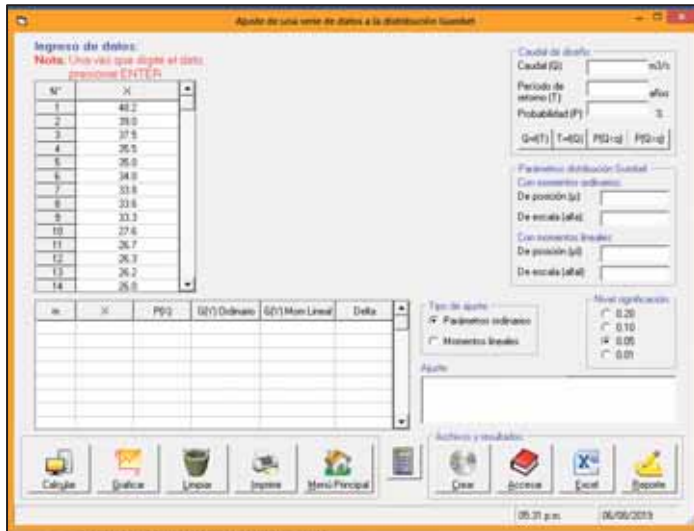 Ajuste de una serie de datos a la distribución Gumbel
Ingreso de datos:
Nota: Una vez que digite el dato
presionar ENTER
N° X
1 40.2
2 39.0
3 37.5
4 35.5
5 35.0
6 34.0
7 33.8
8 33.6
9 33.3
10 27.6
11 26.7
12 26.3
13 26.2
14 26.0
Caudal de diseño
Caudal (Q) m3/s
Período de
retorno (T) años
Probabilidad (P) %
Q=f(T) T=f(Q) P(Q<q) P(Q>q)
Parámetros distribución Gumbel
Con momentos ordinarios:
De posición (µ)
De escala (alfa)
Con momentos lineales:
De posición (µl)
De escala (alfal)
m X P(X) G(Y) Ordinario G(Y) Mom Lineal Delta
Tipo de ajuste
Parámetros ordinarios
Momentos lineales
Nivel significación
0.20
0.10
0.05
0.01
Ajuste
Calcular Graficar Limpiar Imprimir Menú Principal
Archivos y resultados
Crear Accesar Excel Reporte
05:31 p.m. 06/08/2019